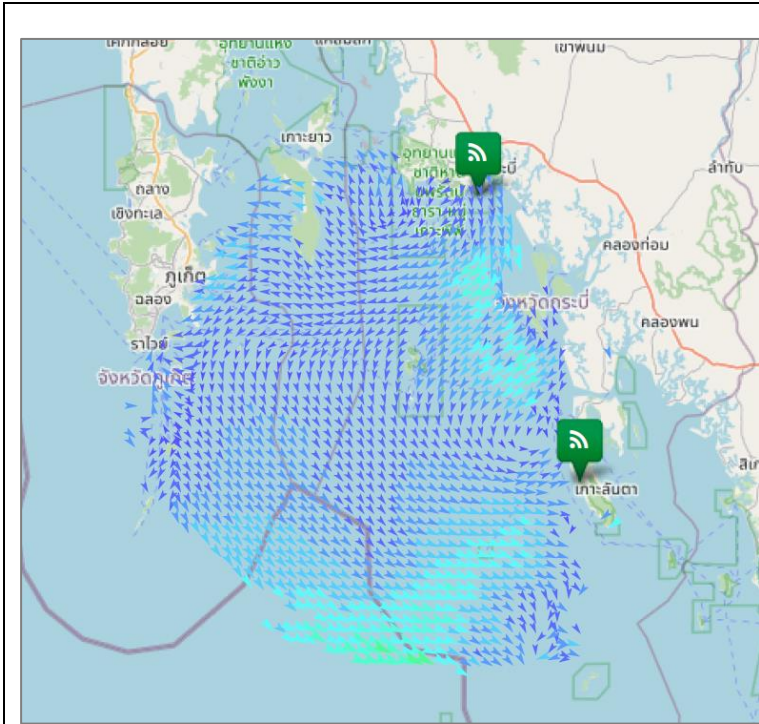 อุทยานแห่ง
ชาติอ่าว
พังงา
เขาพนม
เกาะยาว
ลำทับ
ถลาง
เชิงทะเล
คลองท่อม
ภูเก็ต
จังหวัดกระบี่
ฉลอง
คลองพน
ราไวย์
จังหวัดภูเก็ต
เกาะลันตา